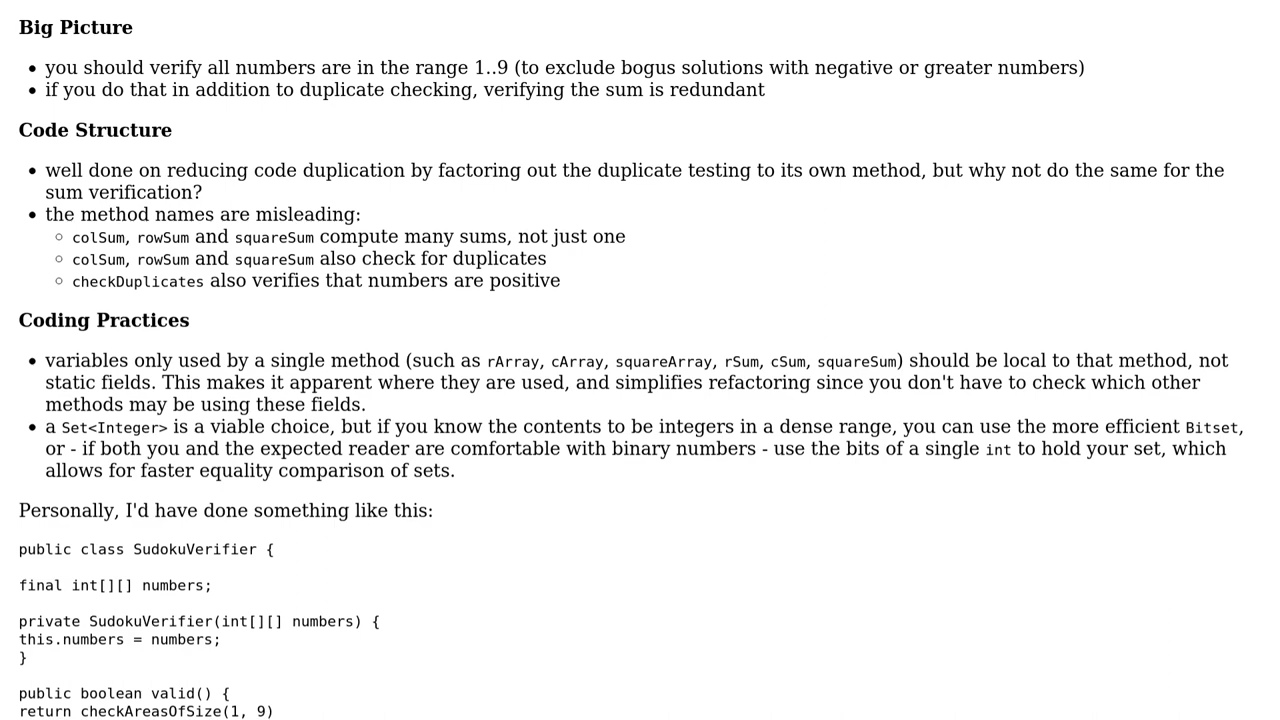 Big Picture
you should verify all numbers are in the range 1..9 (to exclude bogus solutions with negative or greater numbers)
if you do that in addition to duplicate checking, verifying the sum is redundant
Code Structure
well done on reducing code duplication by factoring out the duplicate testing to its own method, but why not do the same for the
sum verification?
the method names are misleading:
colSum, rowSum and squareSum compute many sums, not just one
colSum, rowSum and squareSum also check for duplicates
checkDuplicates also verifies that numbers are positive
Coding Practices
variables only used by a single method (such as rArray, cArray, squareArray, rSum, cSum, squareSum) should be local to that method, not
static fields. This makes it apparent where they are used, and simplifies refactoring since you don't have to check which other
methods may be using these fields.
a Set<Integer> is a viable choice, but if you know the contents to be integers in a dense range, you can use the more efficient Bitset,
or - if both you and the expected reader are comfortable with binary numbers - use the bits of a single int to hold your set, which
allows for faster equality comparison of sets.
Personally, I'd have done something like this:
public class SudokuVerifier {
final int[][] numbers;
private SudokuVerifier(int[][] numbers) {
this.numbers = numbers;
}
public boolean valid() {
return checkAreasOfSize(1, 9)